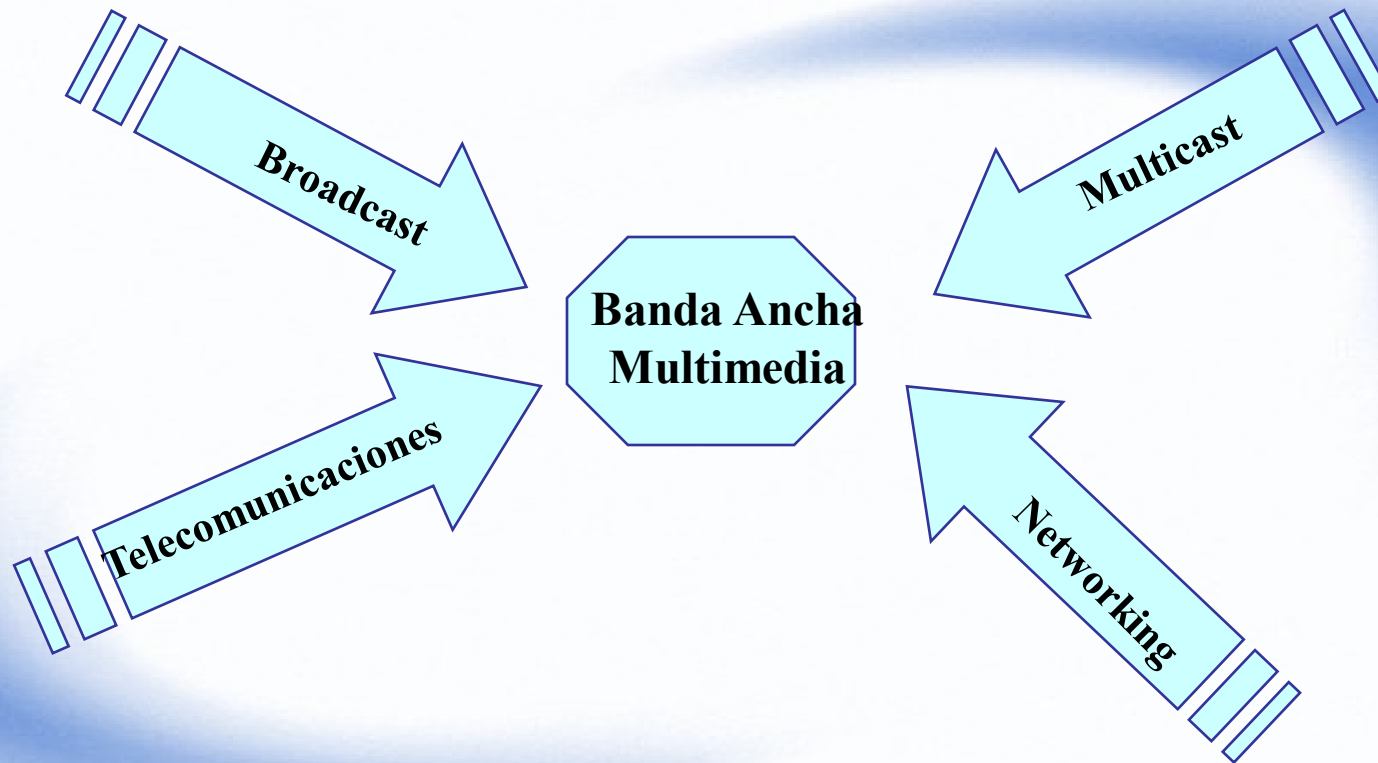 Broadcast
Multicast
Banda Ancha
Multimedia
Telecomunicaciones
Networking